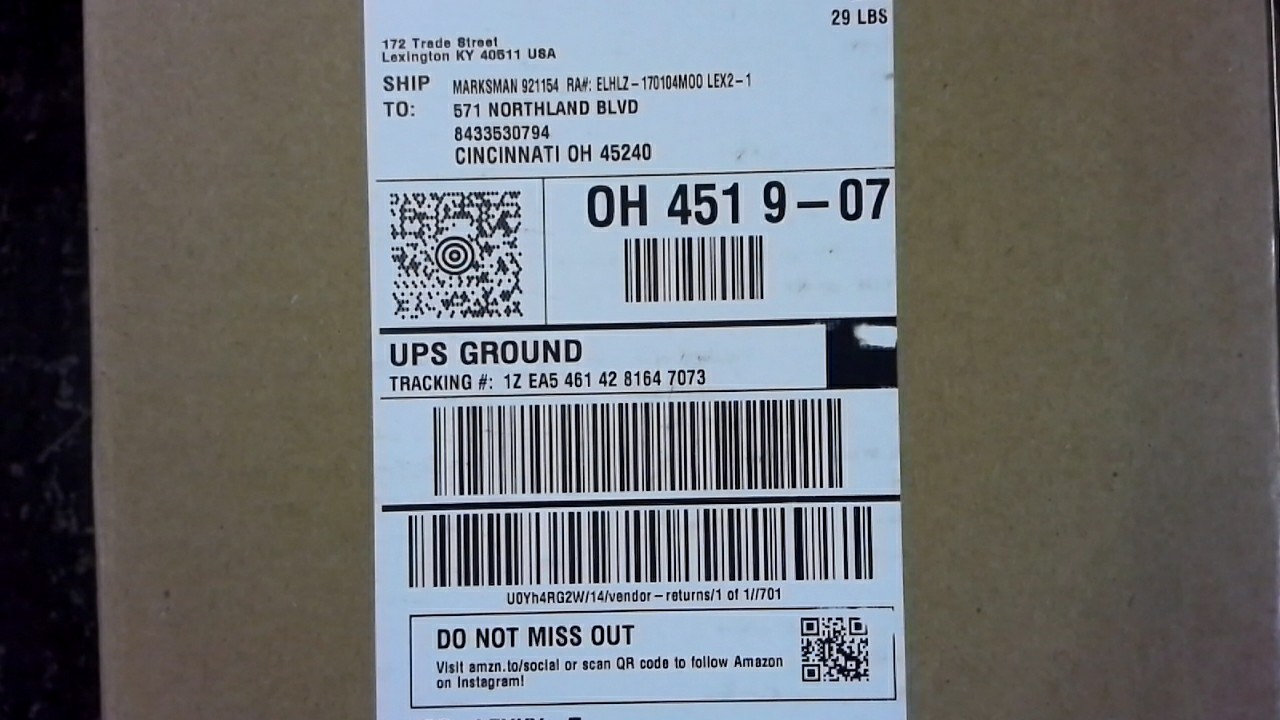 29 LBS
172 Trade Street
Lexington KY 40511 USA
SHIP MARKSMAN 921154 RA#: ELHLZ-170104M00 LEX2-1
TO: 571 NORTHLAND BLVD
8433530794
CINCINNATI OH 45240
OH 451 9-07
UPS GROUND
TRACKING #: 1Z EA5 461 42 8164 7073
U0Yh4RG2W/14/vendor-returns/1 of 1//701
DO NOT MISS OUT
Visit amzn.to/social or scan QR code to follow Amazon
on Instagram!